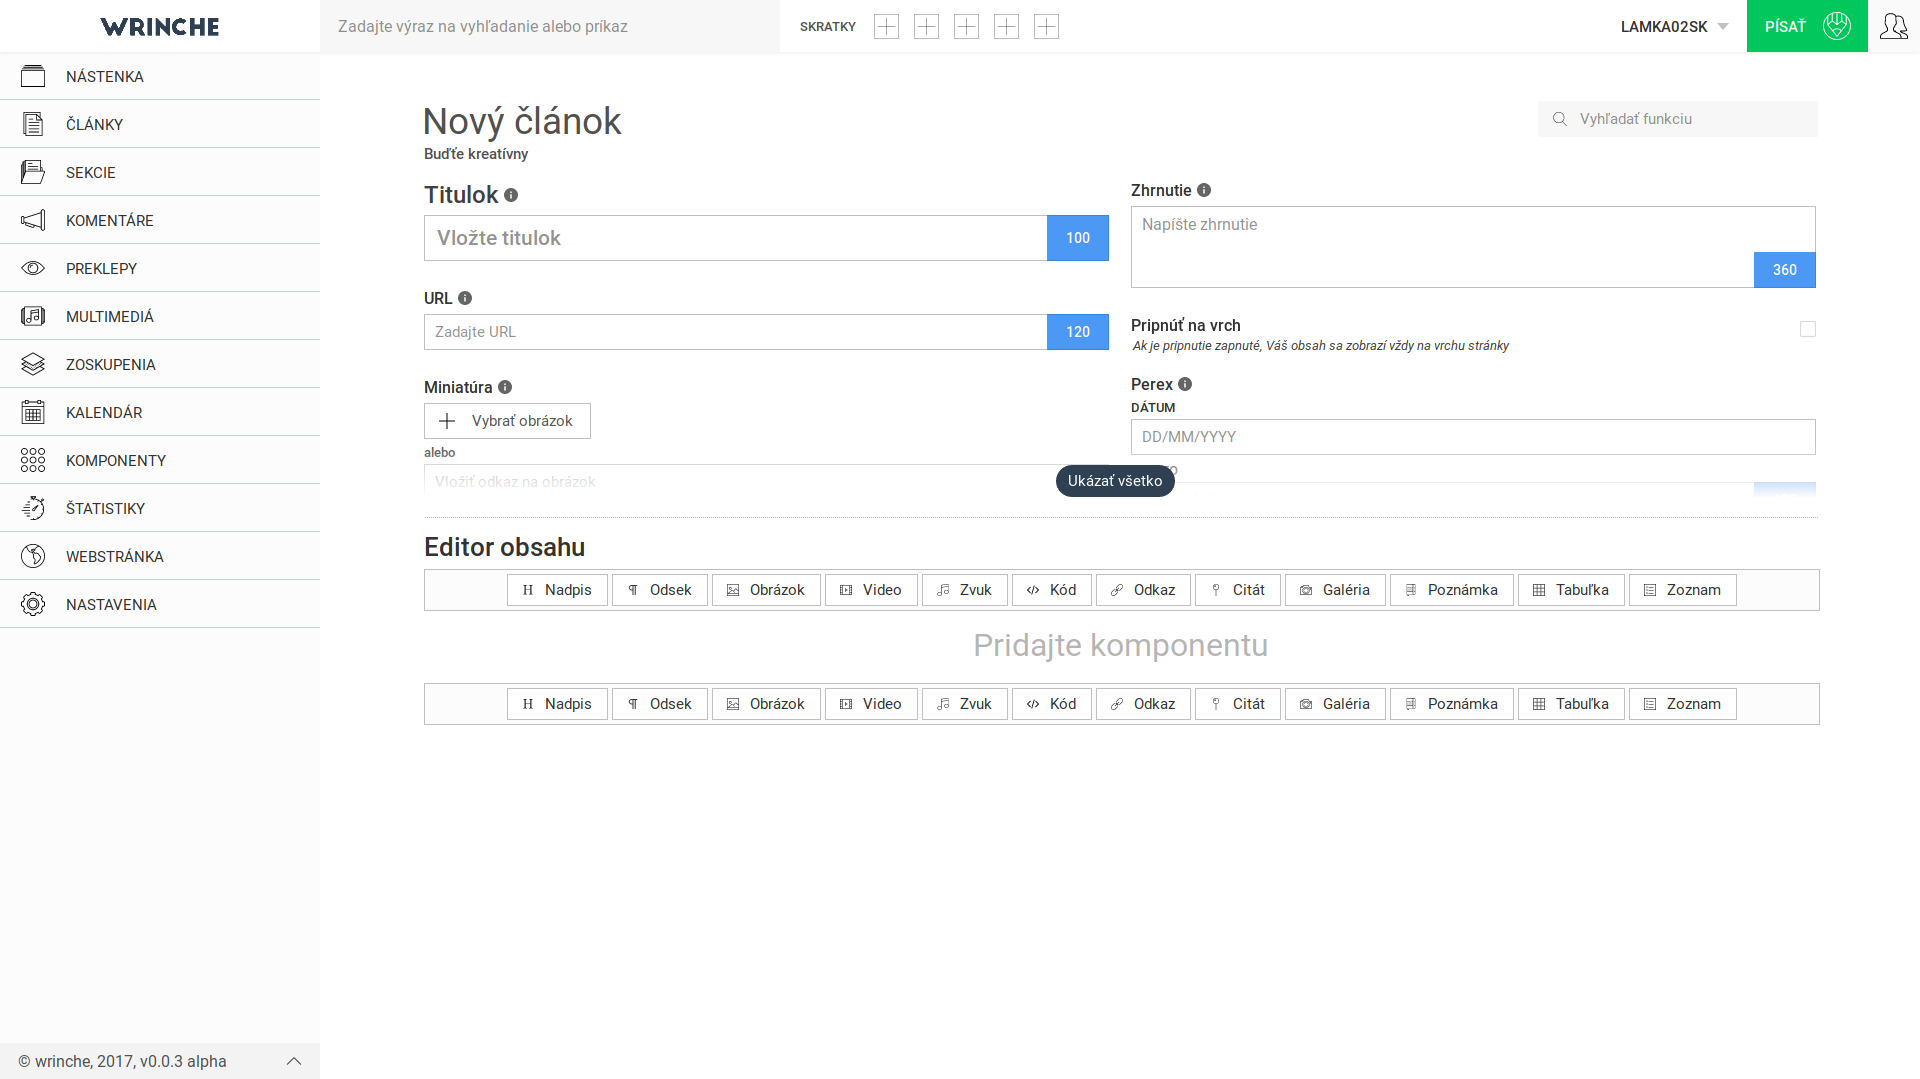 WRINCHE
Zadajte výraz na vyhľadanie alebo príkaz
SKRATKY
LAMKA02SK
PÍSAŤ
NÁSTENKA
ČLÁNKY
SEKCIE
KOMENTÁRE
PREKLEPY
MULTIMEDIÁ
ZOSKUPENIA
KALENDÁR
KOMPONENTY
ŠTATISTIKY
WEBSTRÁNKA
NASTAVENIA
© wrinche, 2017, v0.0.3 alpha
Nový článok
Buďťe kreatívny
Vyhľadať funkciu
Titulok
Vložte titulok
100
URL
Zadajte URL
120
Miniatúra
Vybrať obrázok
alebo
Vložiť odkaz na obrázok
Zhrnutie
Napíšte zhrnutie
360
Pripnúť na vrch
Ak je pripnutie zapnuté, Váš obsah sa zobrazí vždy na vrchu stránky
Perex
DÁTUM
DD/MM/YYYY
Ukázať všetko
Editor obsahu
Nadpis Odsek Obrázok Video Zvuk Kód Odkaz Citát Galéria Poznámka Tabuľka Zoznam
Pridajte komponentu
Nadpis Odsek Obrázok Video Zvuk Kód Odkaz Citát Galéria Poznámka Tabuľka Zoznam